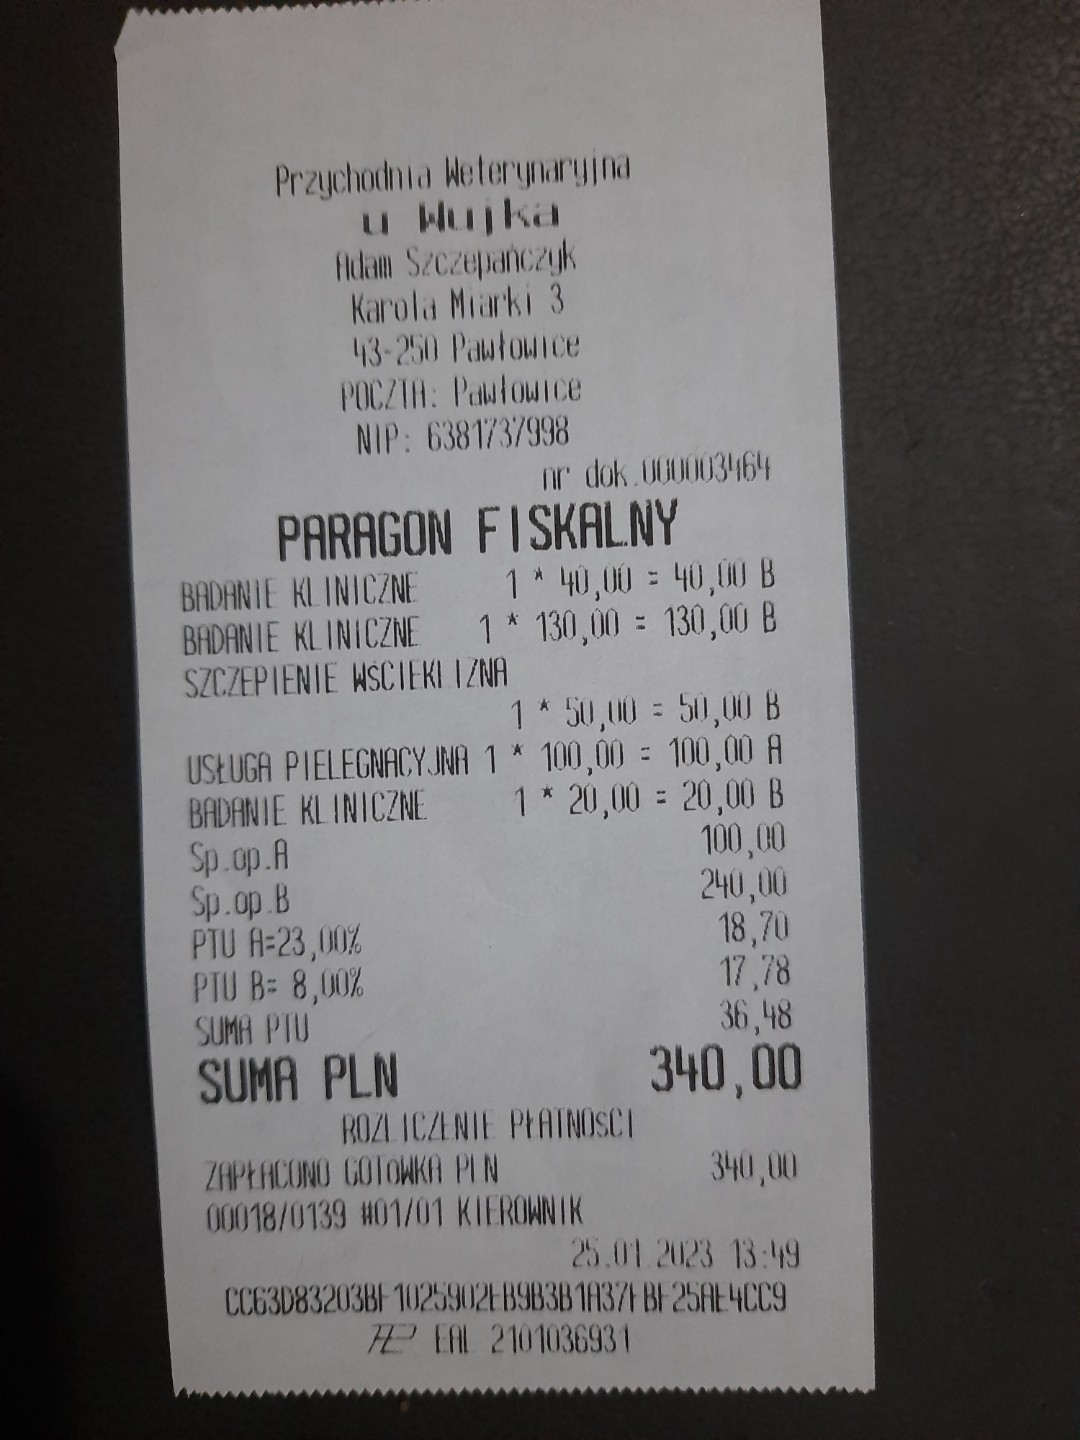 Przychodnia Weterynaryjna
u Wujka
Adam Szczepańczyk
Karola Miarki 3
43-250 Pawłowice
POCZTA: Pawłowice
NIP: 6381737998
nr dok.000003464
PARAGON FISKALNY
BADANIE KLINICZNE 1 * 40,00 = 40,00 B
BADANIE KLINICZNE 1 * 130,00 = 130,00 B
SZCZEPIENIE WŚCIEKLIZNA
1 * 50,00 = 50,00 B
USŁUGA PIELEGNACYJNA 1 * 100,00 = 100,00 A
BADANIE KLINICZNE 1 * 20,00 = 20,00 B
Sp.op.A 100,00
Sp.op.B 240,00
PTU A=23,00% 18,70
PTU B= 8,00% 17,78
SUMA PTU 36,48
SUMA PLN 340,00
ROZLICZENIE PŁATNOŚCI
ZAPŁACONO GOTÓWKA PLN 340,00
00018/0139 #01/01 KIEROWNIK
25.01.2023 13:49
CC63D83203BF1025902EB9B3B1A37FBF25AE4CC9
EAL 2101036931